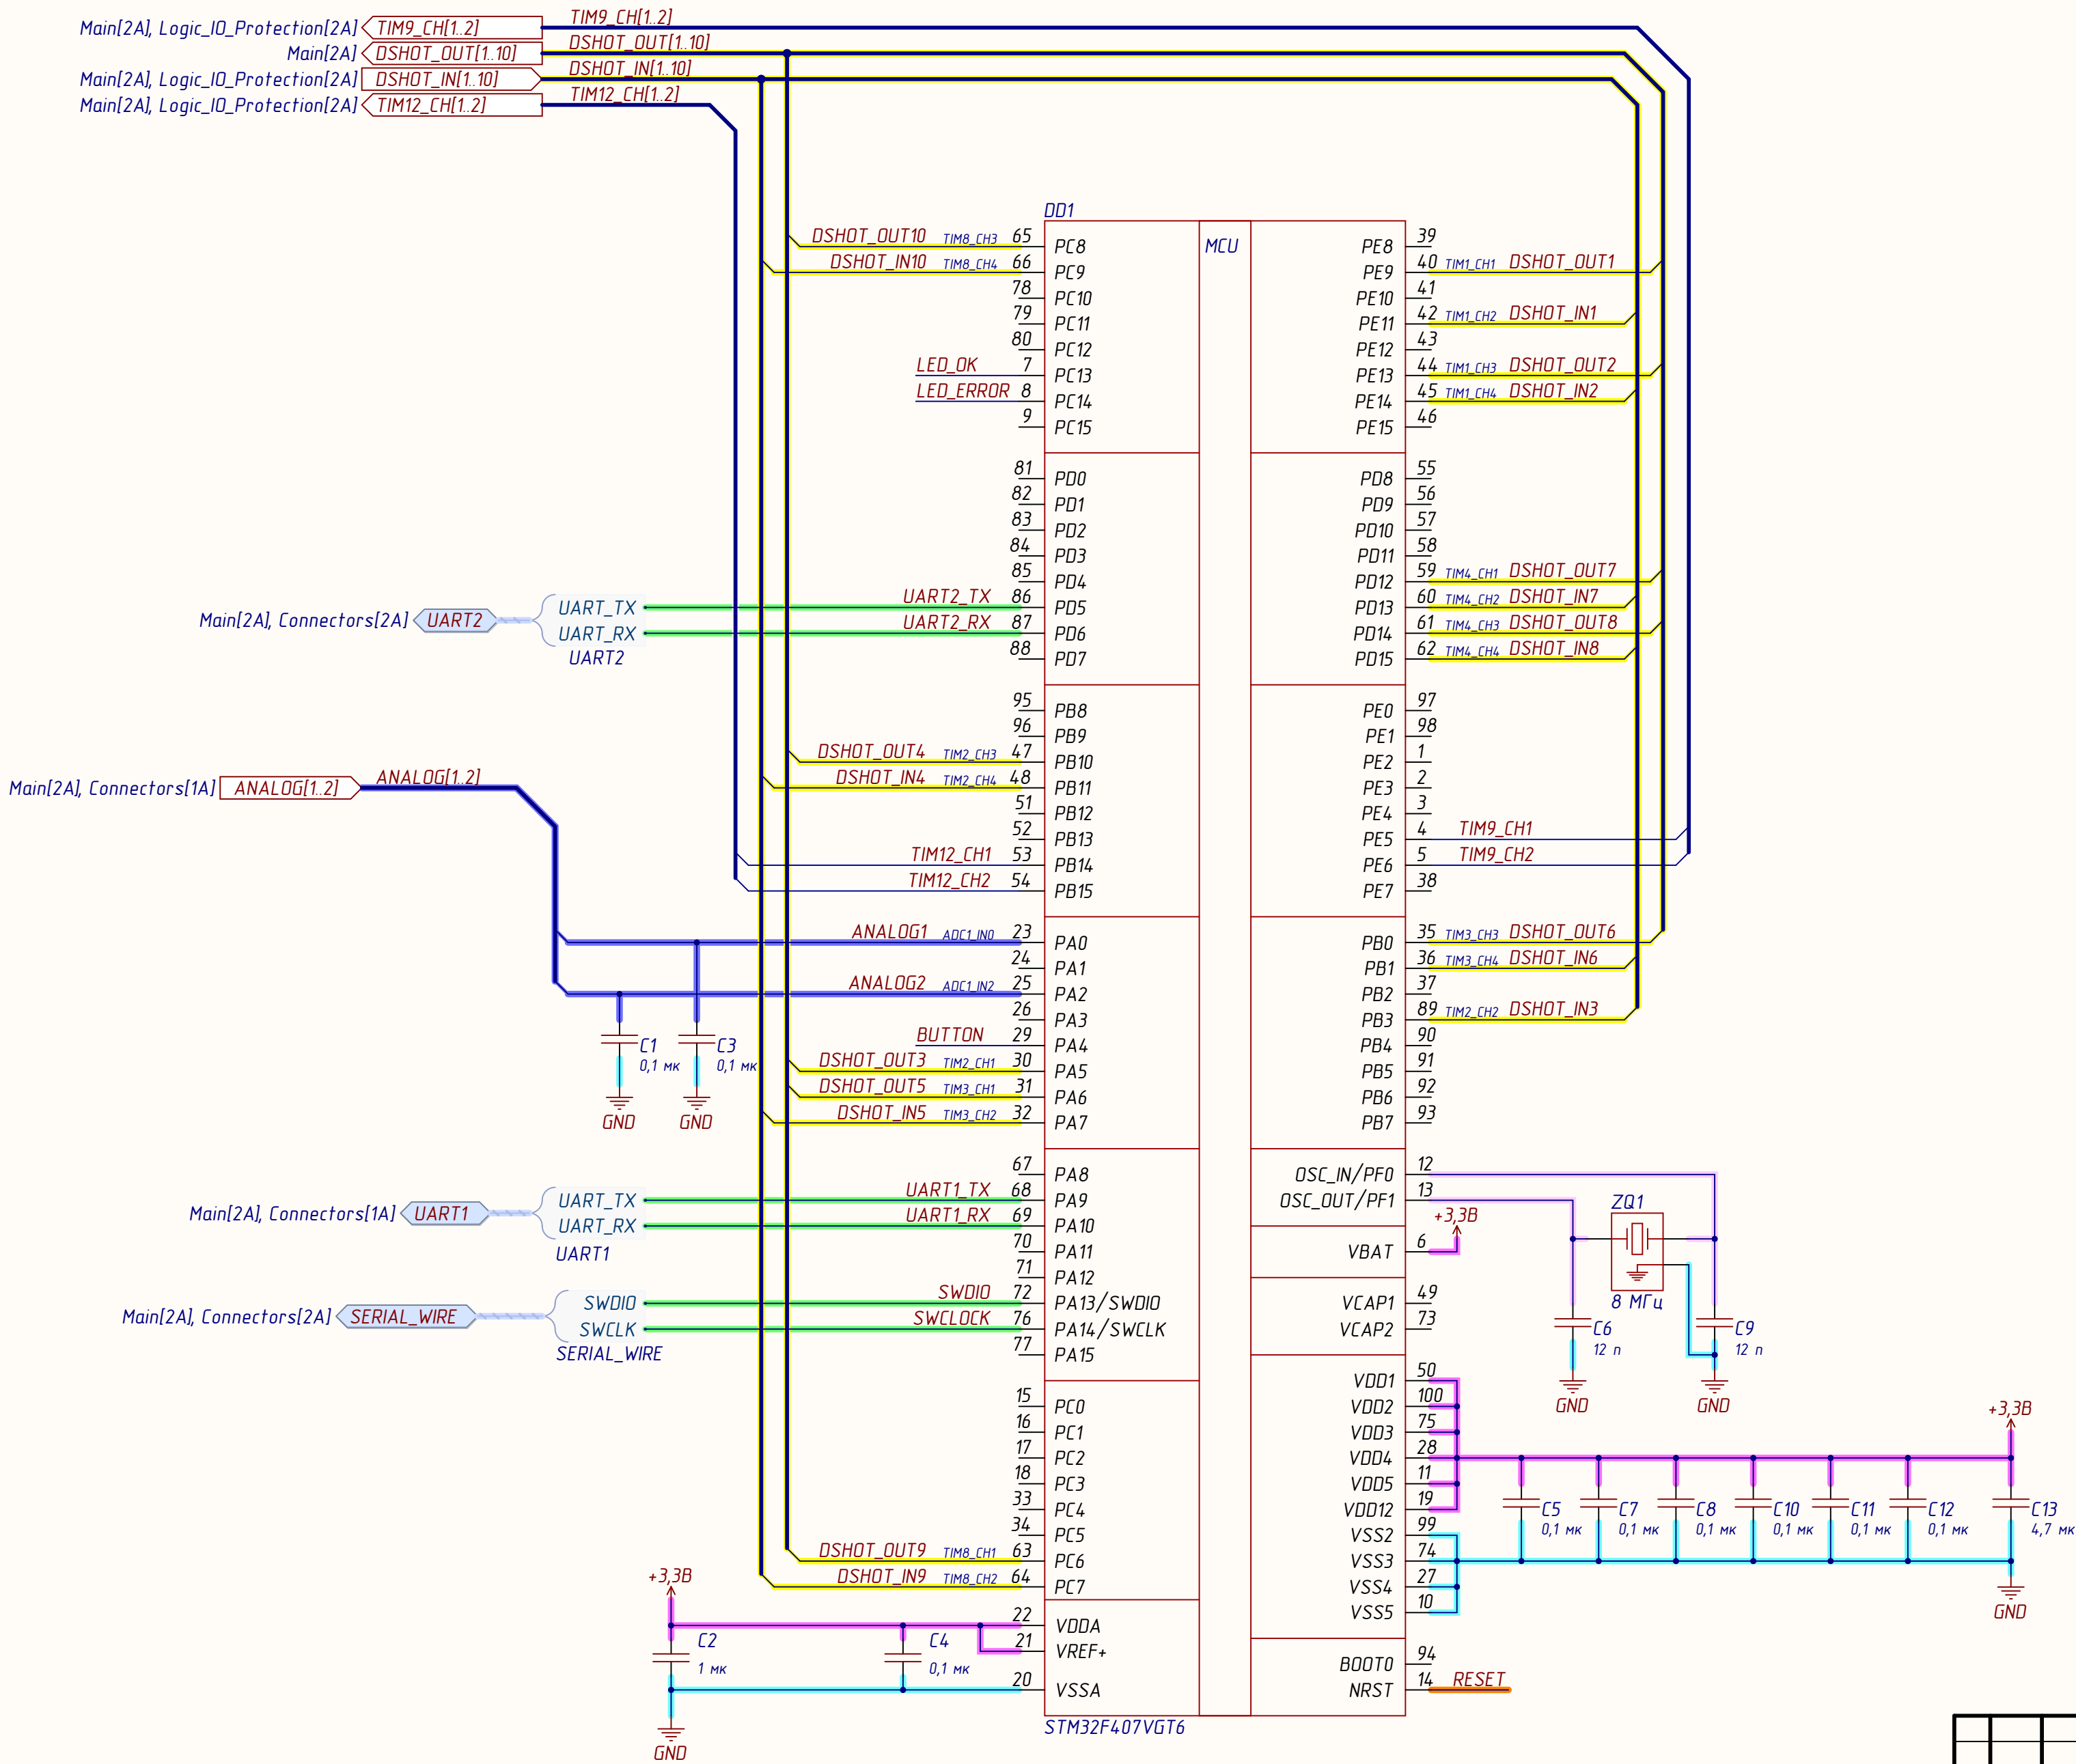 Main[2A], Logic_IO_Protection[2A] TIM9_CH[1..2] TIM9_CH[1..2]
Main[2A] DSHOT_OUT[1..10] DSHOT_OUT[1..10]
Main[2A], Logic_IO_Protection[2A] DSHOT_IN[1..10] DSHOT_IN[1..10]
Main[2A], Logic_IO_Protection[2A] TIM12_CH[1..2] TIM12_CH[1..2]
DD1
MCU
DSHOT_OUT10 TIM8_CH3 65 PC8
DSHOT_IN10 TIM8_CH4 66 PC9
78 PC10
79 PC11
80 PC12
LED_OK 7 PC13
LED_ERROR 8 PC14
9 PC15
PE8 39
PE9 40 TIM1_CH1 DSHOT_OUT1
PE10 41
PE11 42 TIM1_CH2 DSHOT_IN1
PE12 43
PE13 44 TIM1_CH3 DSHOT_OUT2
PE14 45 TIM1_CH4 DSHOT_IN2
PE15 46
81 PD0
82 PD1
83 PD2
84 PD3
85 PD4
UART_TX UART2_TX 86 PD5
Main[2A], Connectors[2A] UART2
UART_RX UART2_RX 87 PD6
UART2
88 PD7
PD8 55
PD9 56
PD10 57
PD11 58
PD12 59 TIM4_CH1 DSHOT_OUT7
PD13 60 TIM4_CH2 DSHOT_IN7
PD14 61 TIM4_CH3 DSHOT_OUT8
PD15 62 TIM4_CH4 DSHOT_IN8
95 PB8
96 PB9
DSHOT_OUT4 TIM2_CH3 47 PB10
Main[2A], Connectors[1A] ANALOG[1..2] ANALOG[1..2]
DSHOT_IN4 TIM2_CH4 48 PB11
51 PB12
52 PB13
TIM12_CH1 53 PB14
TIM12_CH2 54 PB15
PE0 97
PE1 98
PE2 1
PE3 2
PE4 3
PE5 4 TIM9_CH1
PE6 5 TIM9_CH2
PE7 38
ANALOG1 ADC1_IN0 23 PA0
24 PA1
ANALOG2 ADC1_IN2 25 PA2
26 PA3
BUTTON 29 PA4
DSHOT_OUT3 TIM2_CH1 30 PA5
DSHOT_OUT5 TIM3_CH1 31 PA6
DSHOT_IN5 TIM3_CH2 32 PA7
C1 0,1 мк
C3 0,1 мк
GND GND
PB0 35 TIM3_CH3 DSHOT_OUT6
PB1 36 TIM3_CH4 DSHOT_IN6
PB2 37
PB3 89 TIM2_CH2 DSHOT_IN3
PB4 90
PB5 91
PB6 92
PB7 93
67 PA8
UART_TX UART1_TX 68 PA9
Main[2A], Connectors[1A] UART1
UART_RX UART1_RX 69 PA10
UART1
70 PA11
71 PA12
SWDIO SWDIO 72 PA13/SWDIO
Main[2A], Connectors[2A] SERIAL_WIRE
SWCLK SWCLOCK 76 PA14/SWCLK
SERIAL_WIRE
77 PA15
OSC_IN/PF0 12
OSC_OUT/PF1 13
ZQ1
8 МГц
+3,3В
VBAT 6
VCAP1 49
VCAP2 73
C6 12 п
C9 12 п
GND GND
15 PC0
16 PC1
17 PC2
18 PC3
33 PC4
34 PC5
DSHOT_OUT9 TIM8_CH1 63 PC6
DSHOT_IN9 TIM8_CH2 64 PC7
VDD1 50
VDD2 100
VDD3 75
VDD4 28
VDD5 11
VDD12 19
VSS2 99
VSS3 74
VSS4 27
VSS5 10
+3,3В
C5 0,1 мк
C7 0,1 мк
C8 0,1 мк
C10 0,1 мк
C11 0,1 мк
C12 0,1 мк
C13 4,7 мк
GND
+3,3В
22 VDDA
C2 1 мк
C4 0,1 мк
21 VREF+
20 VSSA
GND
BOOT0 94
NRST 14 RESET
STM32F407VGT6